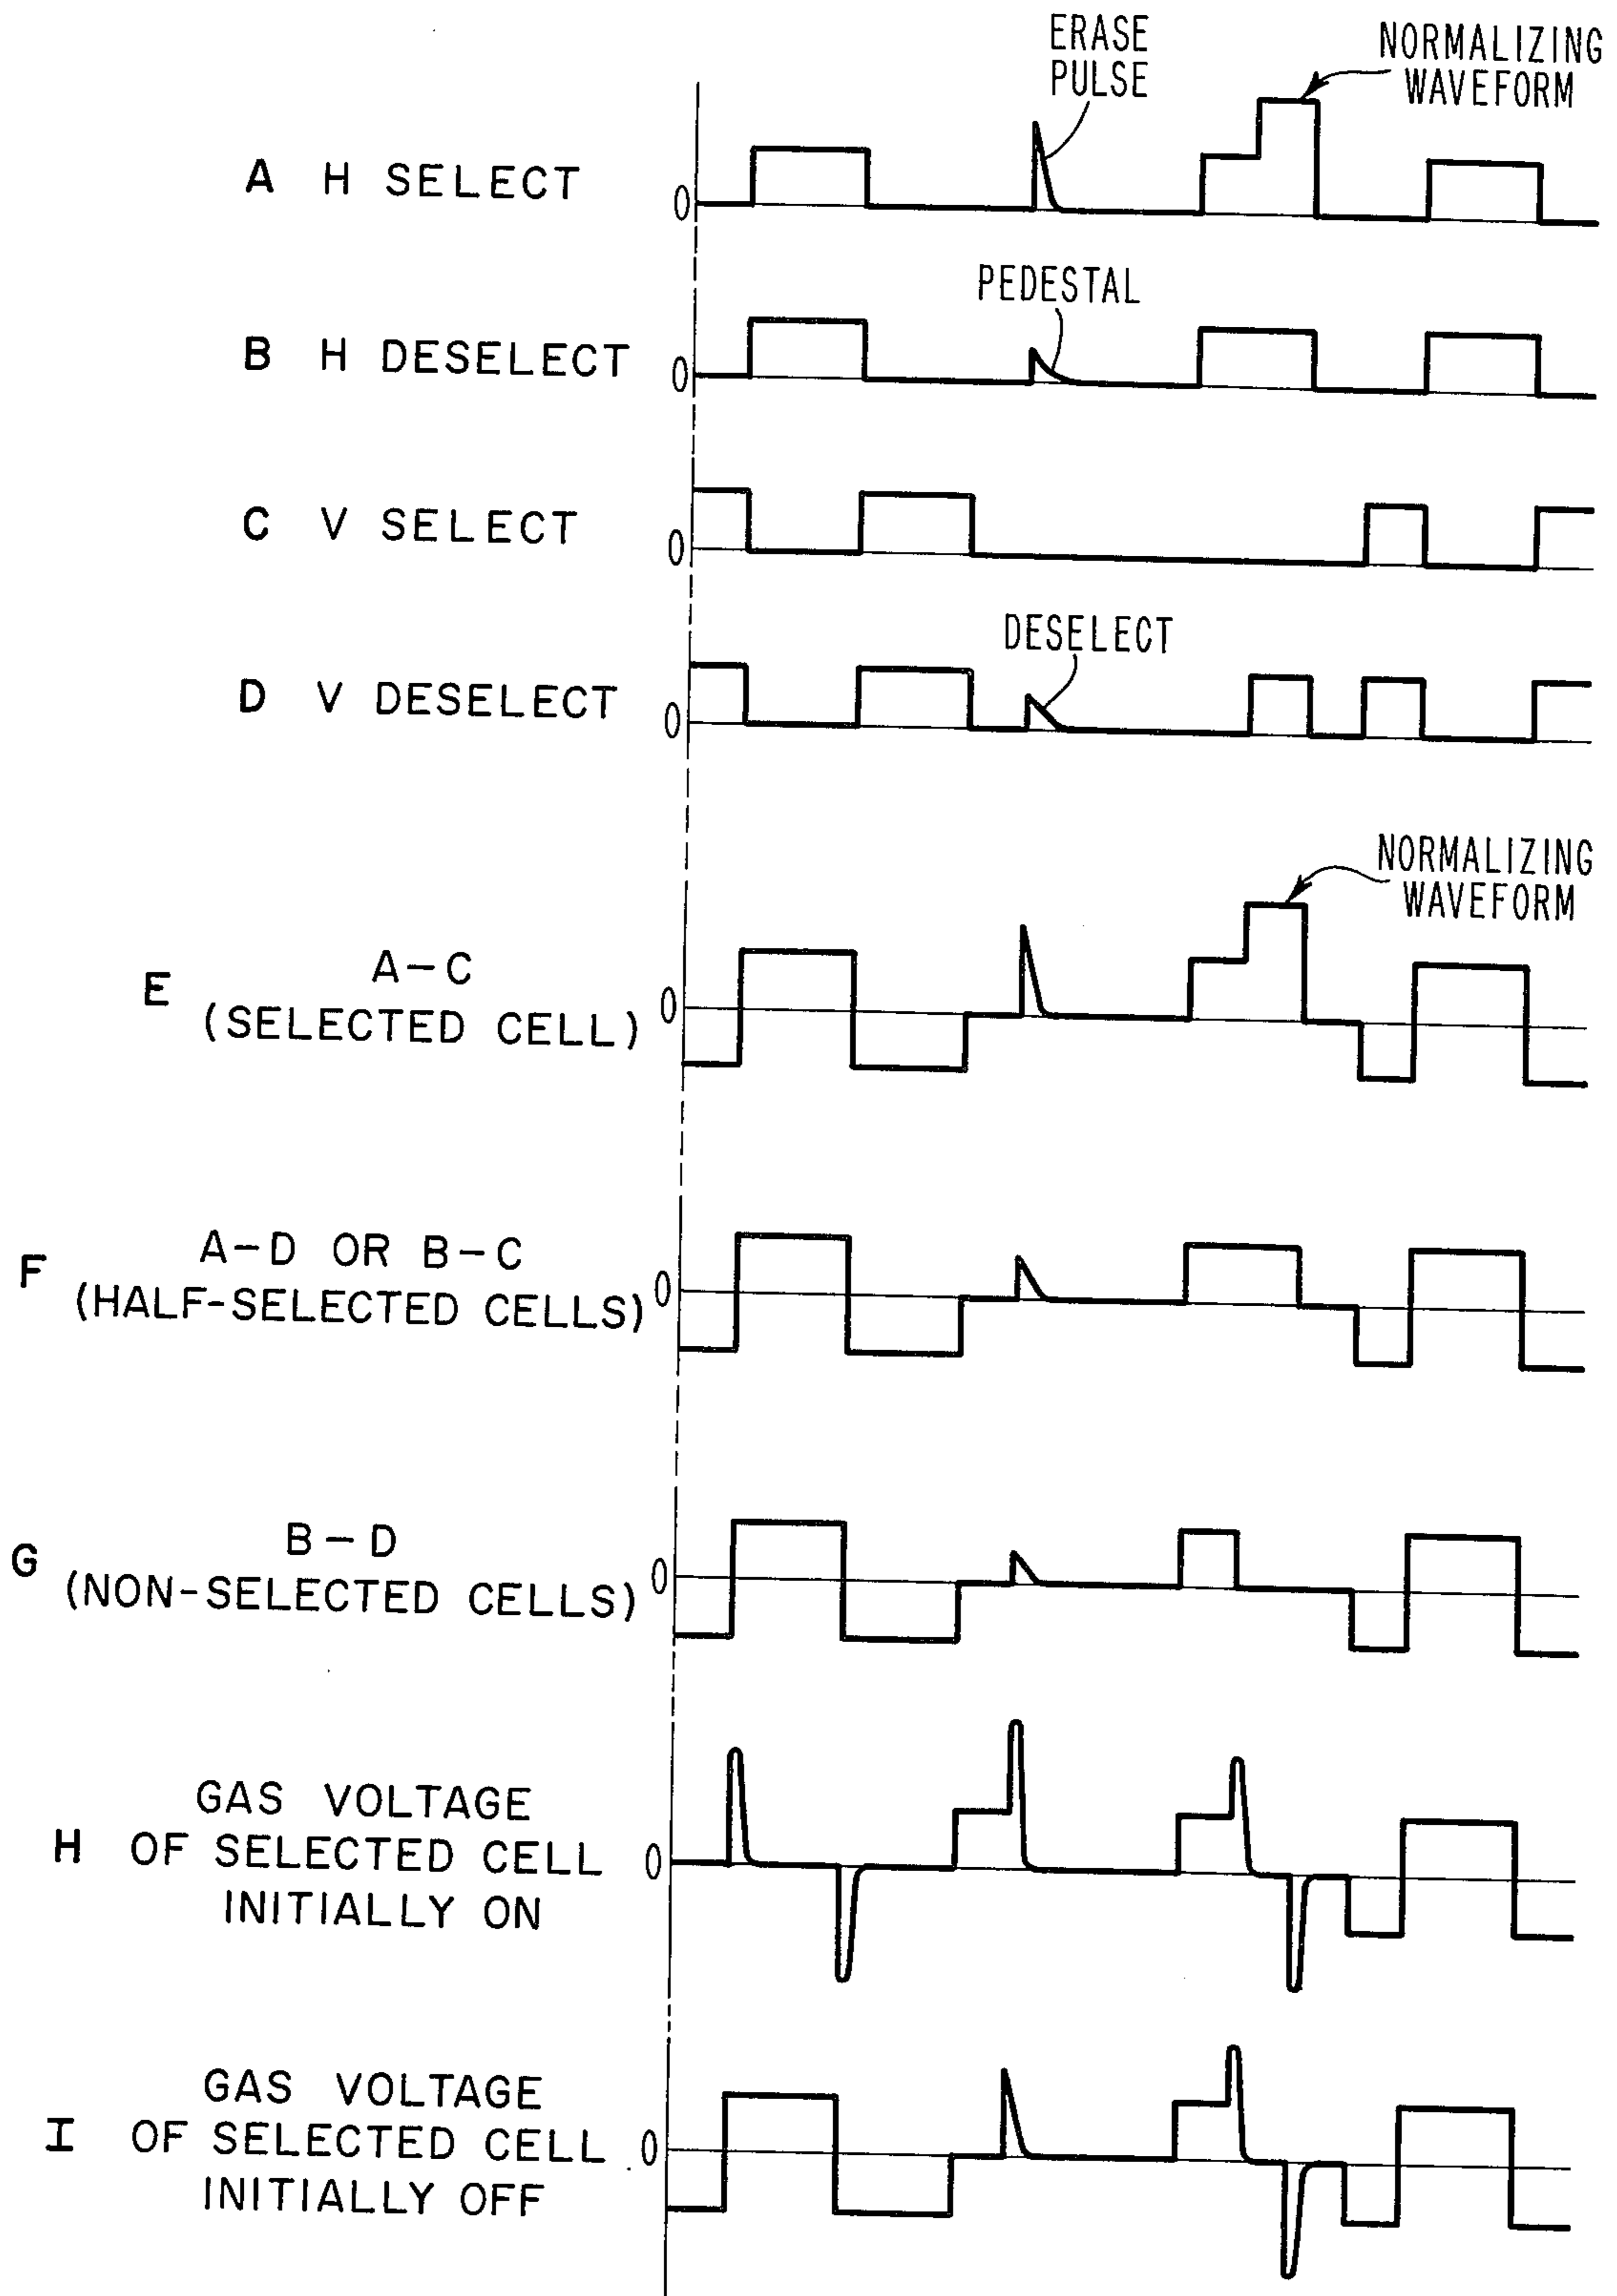 ERASE
PULSE
NORMALIZING
WAVEFORM
A H SELECT
0
PEDESTAL
B H DESELECT
0
C V SELECT
0
DESELECT
D V DESELECT
0
NORMALIZING
WAVEFORM
E A-C
(SELECTED CELL)
0
F A-D OR B-C
(HALF-SELECTED CELLS)
0
G B-D
(NON-SELECTED CELLS)
0
GAS VOLTAGE
H OF SELECTED CELL
INITIALLY ON
0
GAS VOLTAGE
I OF SELECTED CELL
INITIALLY OFF
0